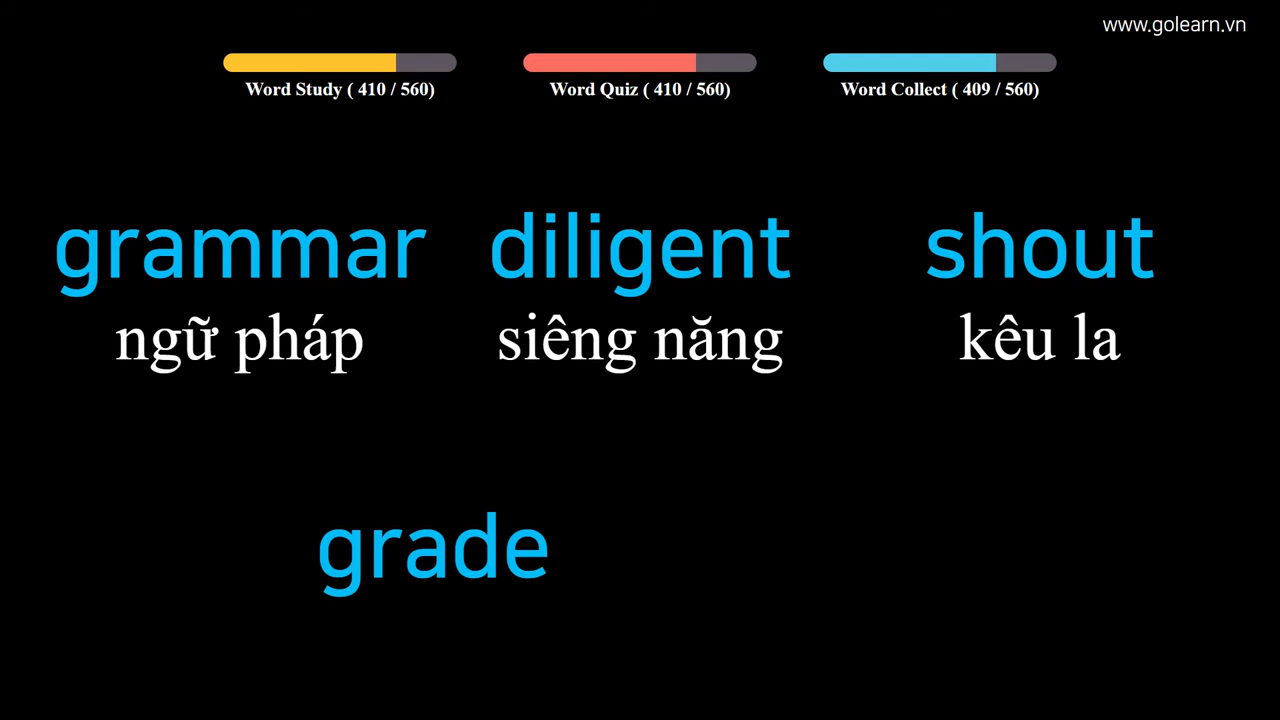 www.golearn.vn
Word Study ( 410 / 560)
Word Quiz ( 410 / 560)
Word Collect ( 409 / 560)
grammar diligent shout
ngữ pháp siêng năng kêu la
grade